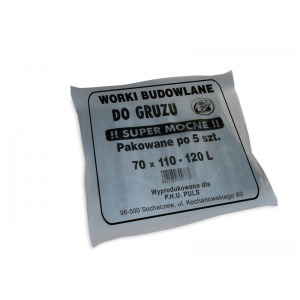 WORKI BUDOWLANE
DO GRUZU
!! SUPER MOCNE !!
Pakowane po 5 szt.
70 x 110 - 120 L
Wyprodukowano dla
P.H.U. PULS
96-500 Sochaczew, ul. Kochanowskiego 60